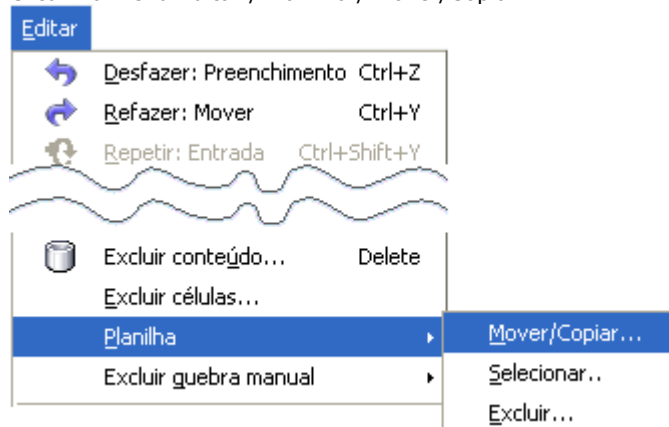 Editar
Desfazer: Preenchimento Ctrl+Z
Refazer: Mover Ctrl+Y
Repetir: Entrada Ctrl+Shift+Y
Excluir conteúdo... Delete
Excluir células...
Planilha
Mover/Copiar...
Excluir quebra manual
Selecionar..
Excluir...